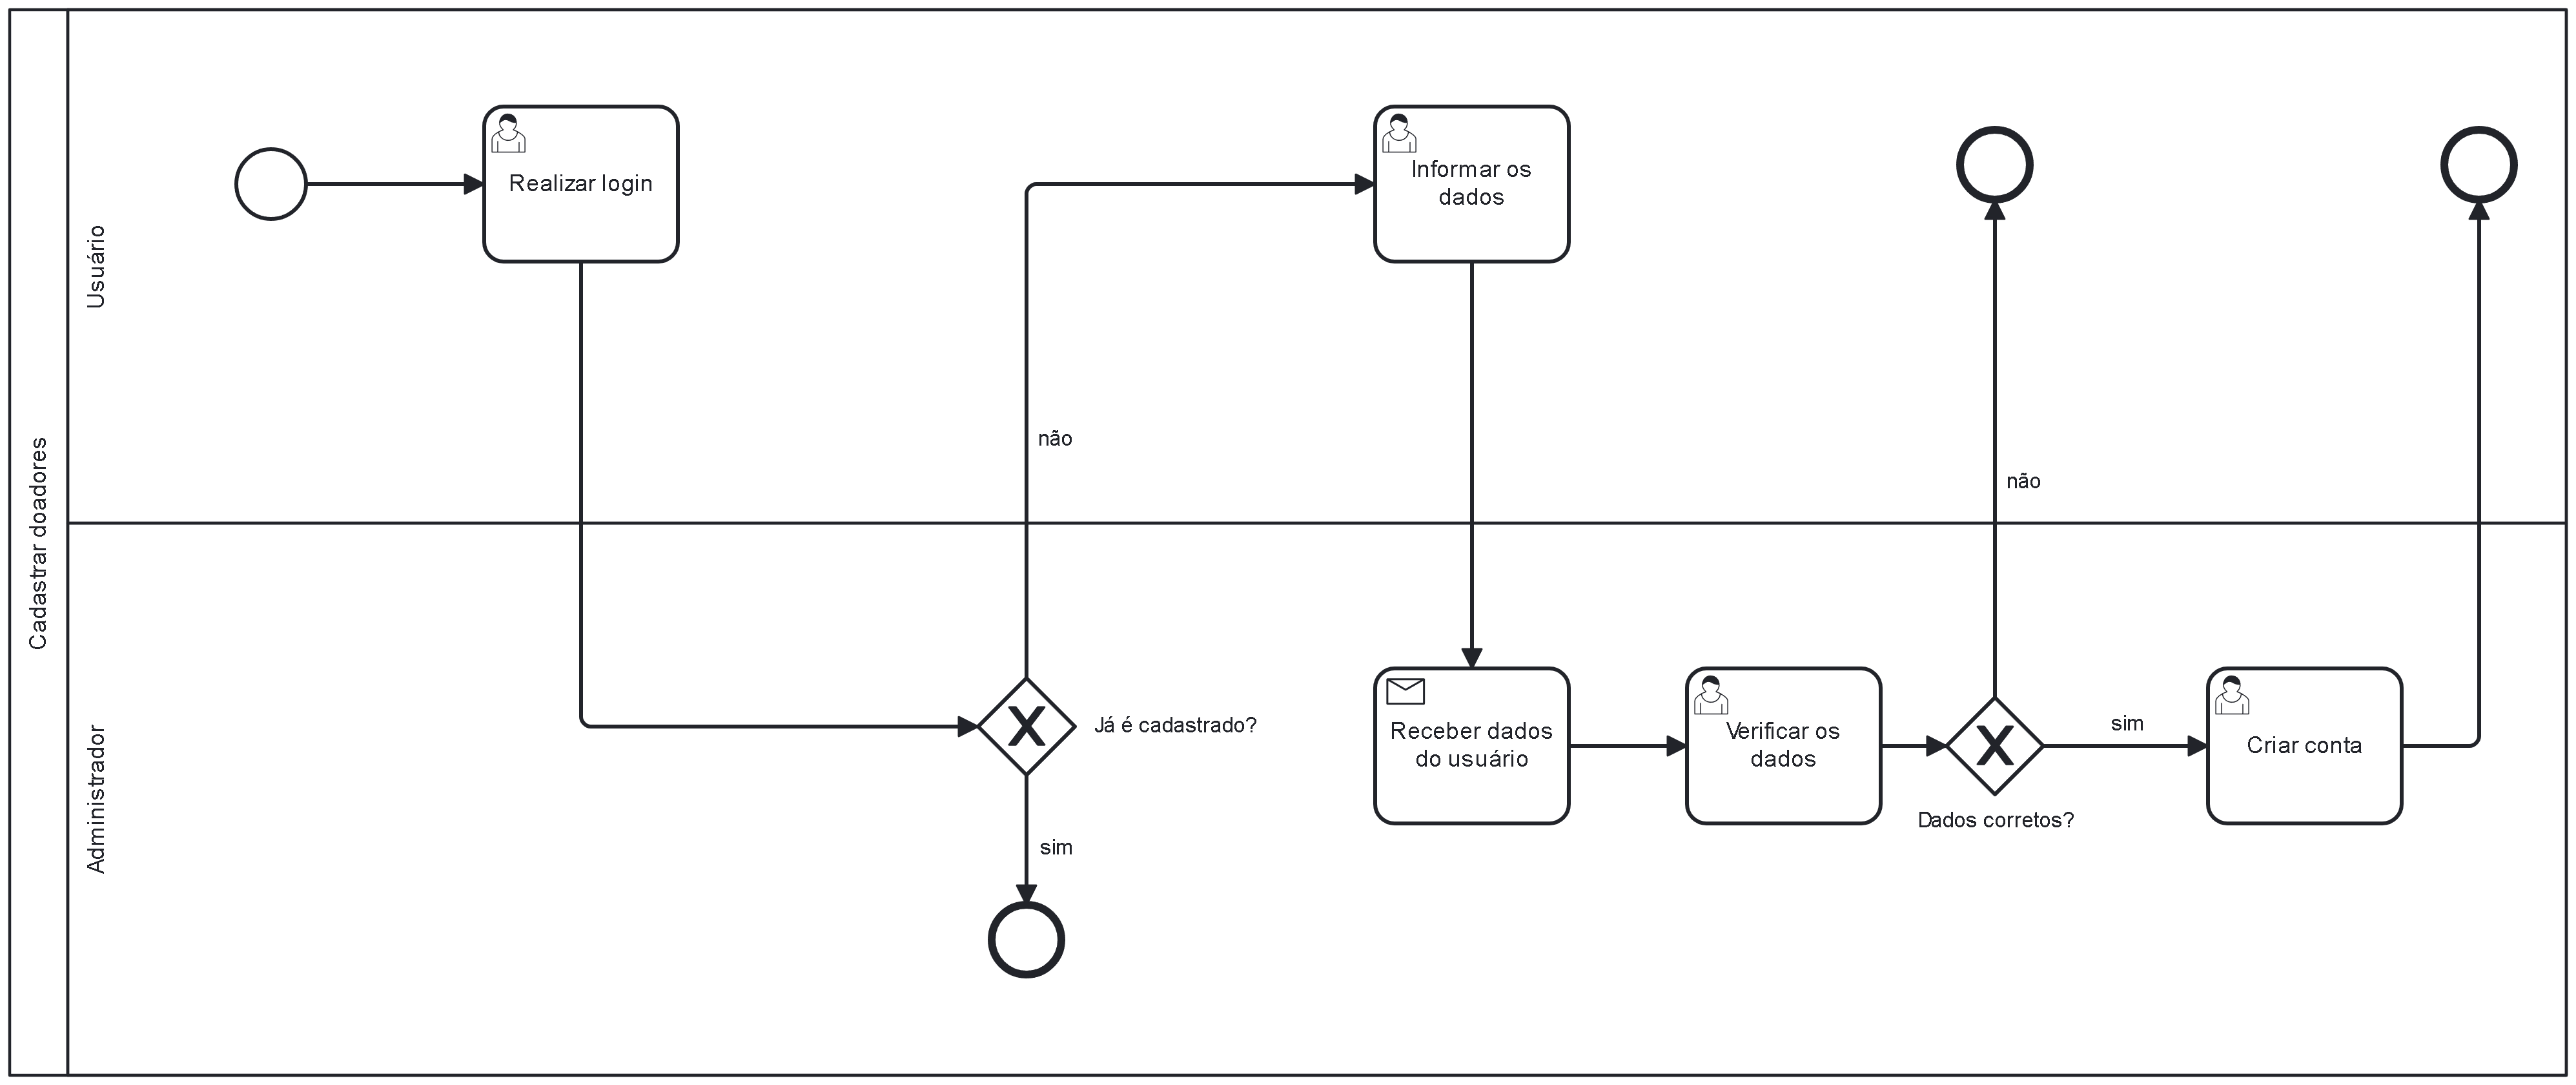 Cadastrar doadores
Usuário
Realizar login
Informar os
dados
não
não
Administrador
Já é cadastrado?
sim
Receber dados
do usuário
Verificar os
dados
Dados corretos?
sim
Criar conta